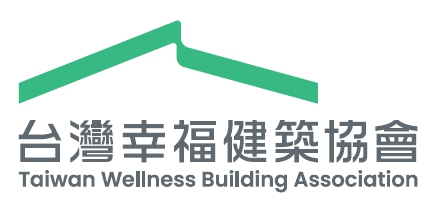 台灣幸福健築協會
Taiwan Wellness Building Association